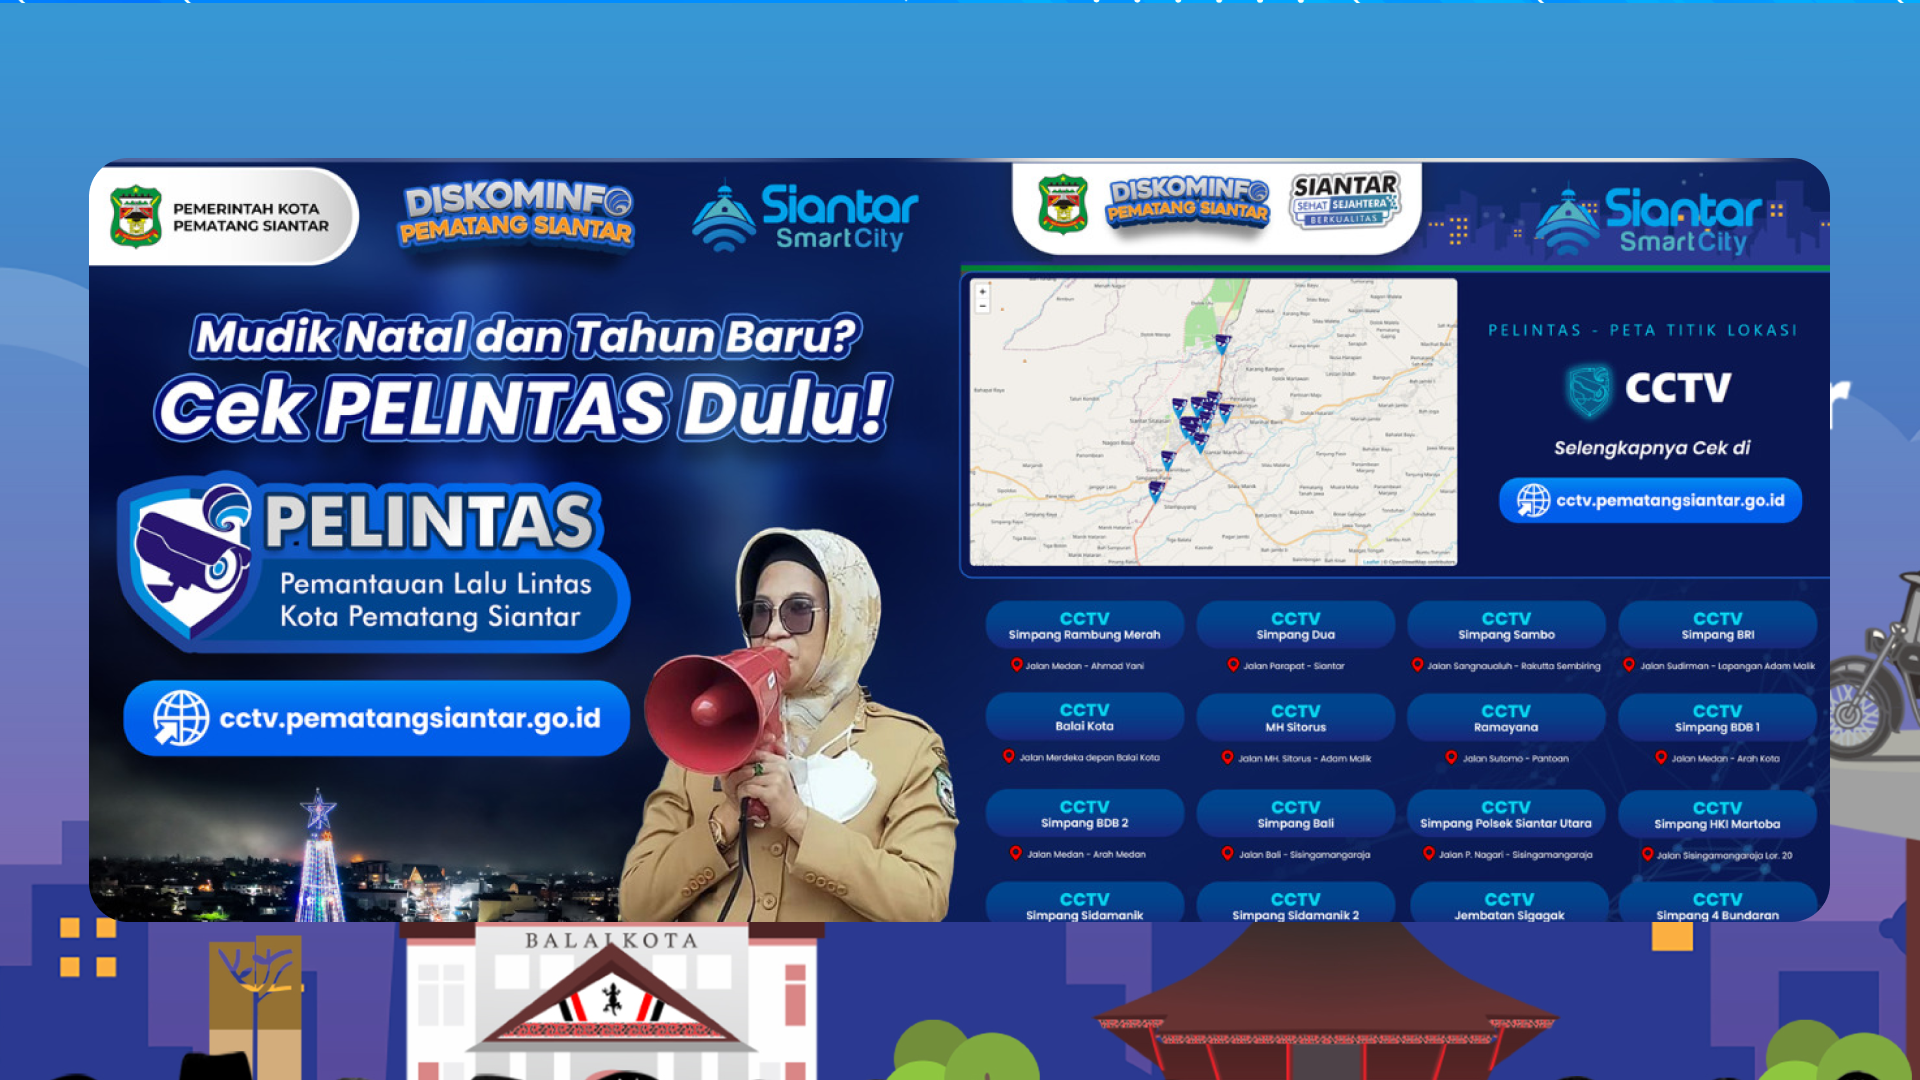 PEMERINTAH KOTA
PEMATANG SIANTAR
DISKOMINFO
PEMATANG SIANTAR
Siantar
SmartCity
Mudik Natal dan Tahun Baru?
Cek PELINTAS Dulu!
PELINTAS
Pemantauan Lalu Lintas
Kota Pematang Siantar
cctv.pematangsiantar.go.id
DISKOMINFO
PEMATANG SIANTAR
SIANTAR
SEHAT SEJAHTERA
BERKUALITAS
Siantar
SmartCity
PELINTAS - PETA TITIK LOKASI
CCTV
Selengkapnya Cek di
cctv.pematangsiantar.go.id
CCTV
Simpang Rambung Merah
Jalan Medan - Ahmad Yani
CCTV
Simpang Dua
Jalan Parapat - Siantar
CCTV
Simpang Sambo
Jalan Sangnaualuh - Rakutta Sembiring
CCTV
Simpang BRI
Jalan Sudirman - Lapangan Adam Malik
CCTV
Balai Kota
Jalan Merdeka depan Balai Kota
CCTV
MH Sitorus
Jalan MH. Sitorus - Adam Malik
CCTV
Ramayana
Jalan Sutomo - Pantoan
CCTV
Simpang BDB 1
Jalan Medan - Arah Kota
CCTV
Simpang BDB 2
Jalan Medan - Arah Medan
CCTV
Simpang Bali
Jalan Bali - Sisingamangaraja
CCTV
Simpang Polsek Siantar Utara
Jalan P. Nagari - Sisingamangaraja
CCTV
Simpang HKI Martoba
Jalan Sisingamangaraja Lor. 20
CCTV
Simpang Sidamanik
CCTV
Simpang Sidamanik 2
CCTV
Jembatan Sigagak
CCTV
Simpang 4 Bundaran
BALAI KOTA